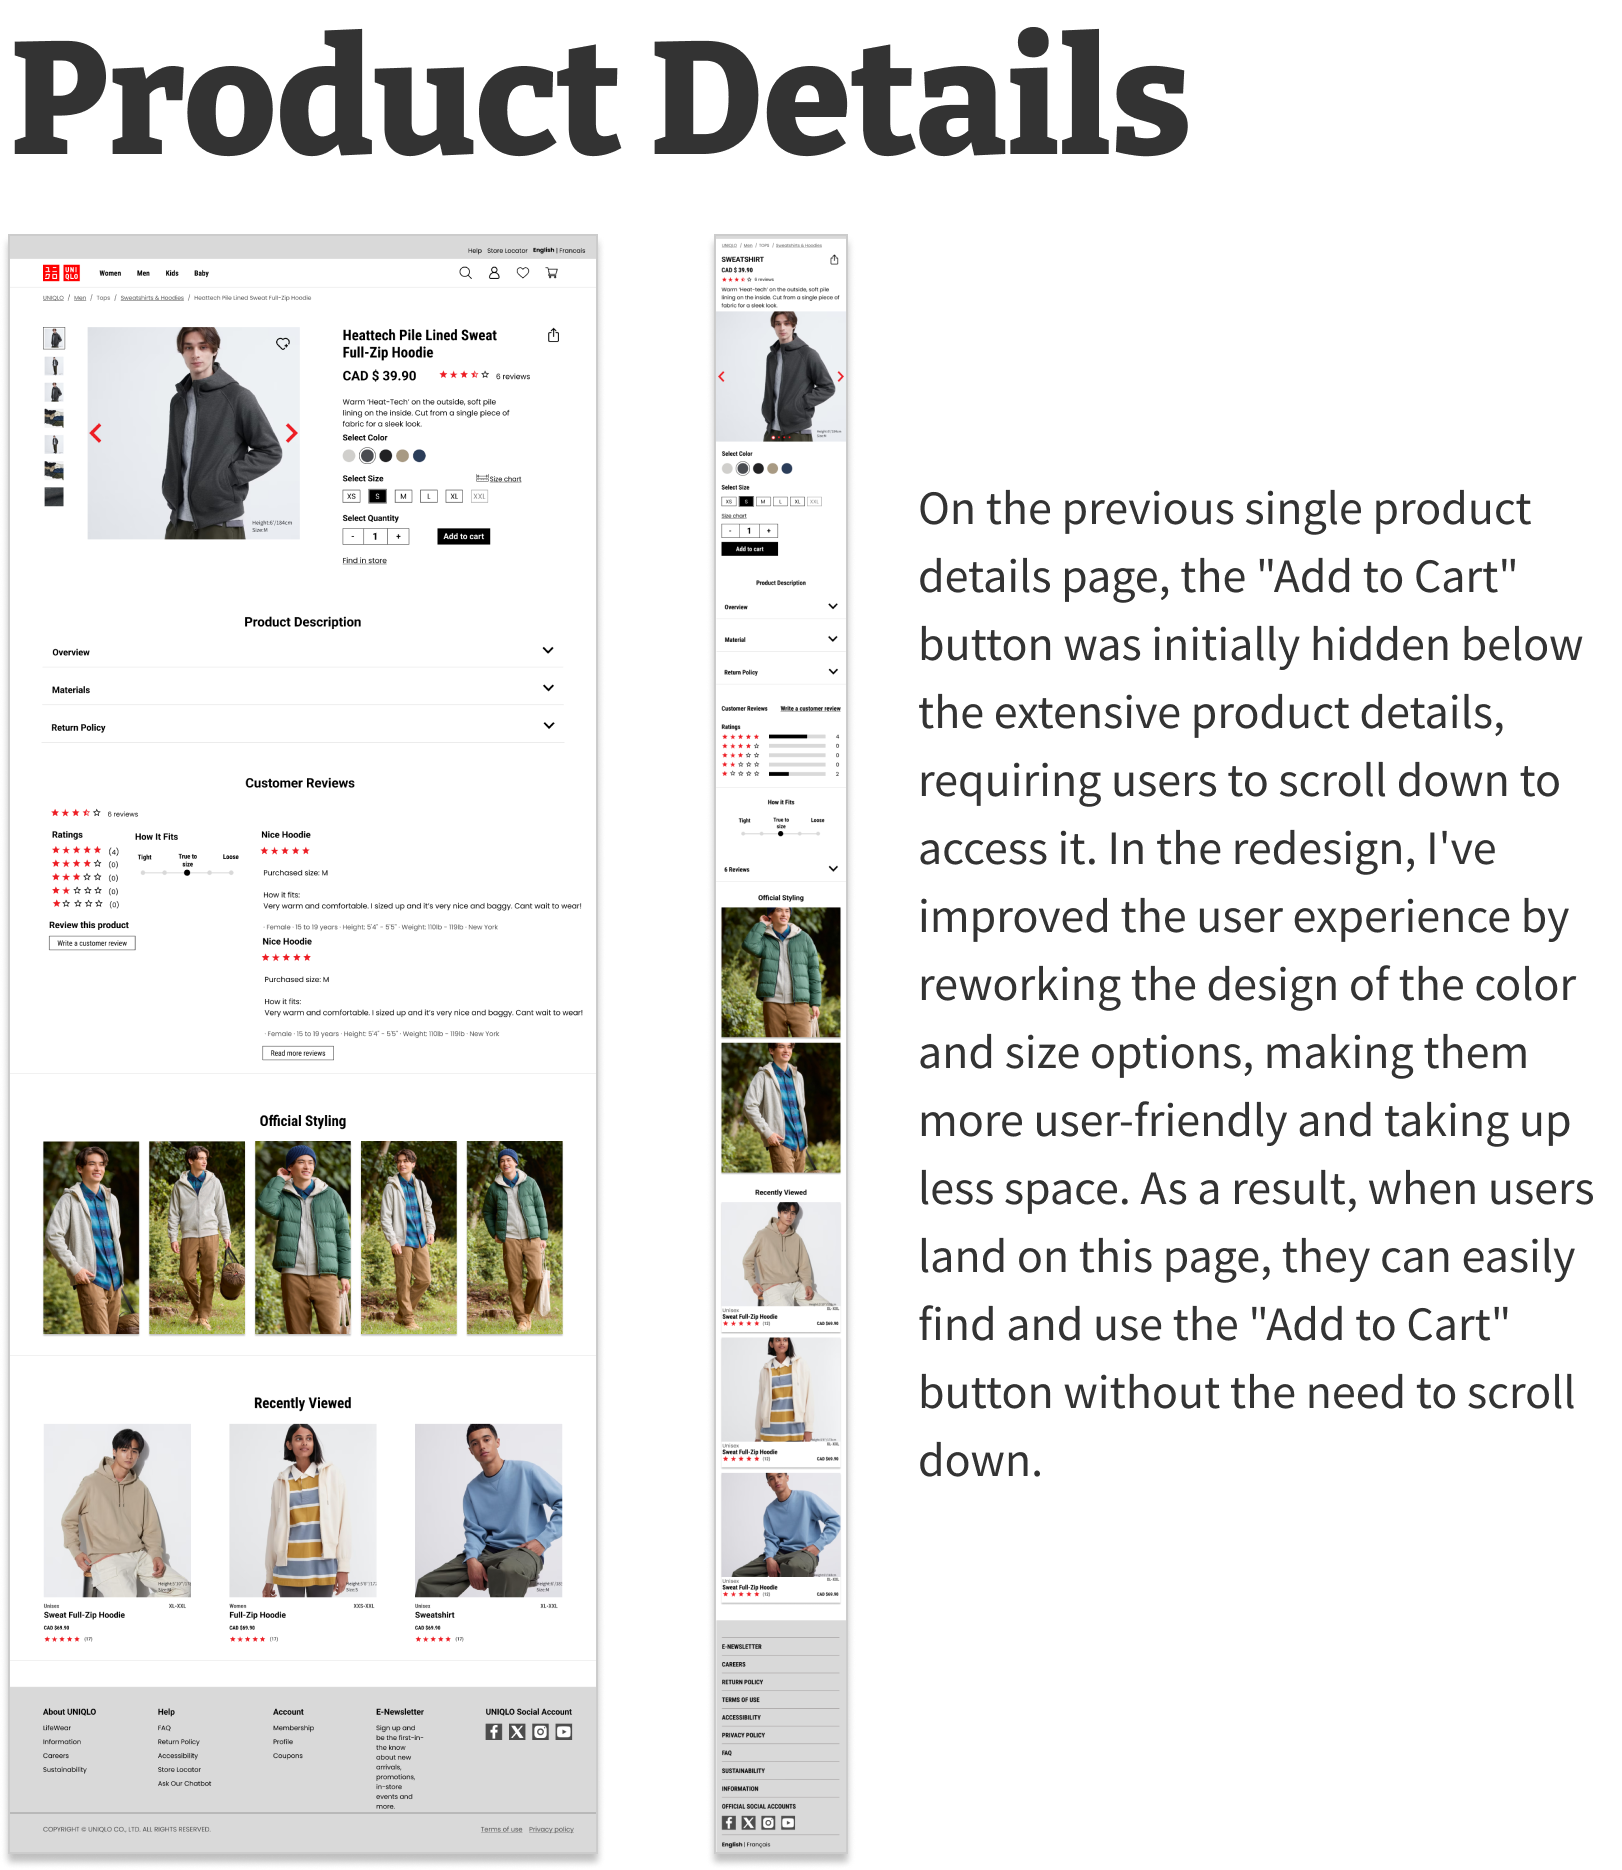 Product Details
Help Store Locator English | Francais
UNI
QLO
Women Men Kids Baby
UNIQLO / Men / Tops / Sweatshirts & Hoodies / Heattech Pile Lined Sweat Full-Zip Hoodie
Heattech Pile Lined Sweat
Full-Zip Hoodie
CAD $ 39.90 6 reviews
Warm 'Heat-Tech' on the outside, soft pile
lining on the inside. Cut from a single piece of
fabric for a sleek look.
Select Color
Select Size Size chart
XS S M L XL XXL
Select Quantity
- 1 + Add to cart
Find in store
Height:6'/184cm
Size:M
Product Description
Overview
Materials
Return Policy
Customer Reviews
6 reviews
Ratings
(4)
(0)
(0)
(0)
(0)
How It Fits
Tight True to size Loose
Review this product
Write a customer review
Nice Hoodie
Purchased size: M
How it fits:
Very warm and comfortable. I sized up and it's very nice and baggy. Cant wait to wear!
· Female · 15 to 19 years · Height: 5'4" - 5'5" · Weight: 110lb - 119lb · New York
Nice Hoodie
Purchased size: M
How it fits:
Very warm and comfortable. I sized up and it's very nice and baggy. Cant wait to wear!
· Female · 15 to 19 years · Height: 5'4" - 5'5" · Weight: 110lb - 119lb · New York
Read more reviews
Official Styling
Recently Viewed
Unisex XL-XXL
Sweat Full-Zip Hoodie
CAD $69.90
(17)
Women XXS-XXL
Full-Zip Hoodie
CAD $69.90
(17)
Unisex XL-XXL
Sweatshirt
CAD $69.90
(17)
About UNIQLO
LifeWear
Information
Careers
Sustainability
Help
FAQ
Return Policy
Accessibility
Store Locator
Ask Our Chatbot
Account
Membership
Profile
Coupons
E-Newsletter
Sign up and
be the first-in-
the know
about new
arrivals,
promotions,
in-store
events and
more.
UNIQLO Social Account
COPYRIGHT © UNIQLO CO., LTD. ALL RIGHTS RESERVED.
Terms of use Privacy policy
UNIQLO / Men / TOPS / Sweatshirts & Hoodies
SWEATSHIRT
CAD $ 39.90
6 reviews
Warm 'Heat-tech' on the outside, soft pile
lining on the inside. Cut from a single piece of
fabric for a sleek look.
Select Color
Select Size
XS S M L XL XXL
Size chart
- 1 +
Add to cart
Product Description
Overview
Material
Return Policy
Customer Reviews Write a customer review
Ratings
4
0
0
0
2
How it Fits
Tight True to size Loose
6 Reviews
Official Styling
Recently Viewed
Unisex XL-XXL
Sweat Full-Zip Hoodie
CAD $69.90
Unisex XL-XXL
Sweat Full-Zip Hoodie
CAD $69.90
Unisex XL-XXL
Sweat Full-Zip Hoodie
CAD $69.90
E-NEWSLETTER
CAREERS
RETURN POLICY
TERMS OF USE
ACCESSIBILITY
PRIVACY POLICY
FAQ
SUSTAINABILITY
INFORMATION
OFFICIAL SOCIAL ACCOUNTS
English | Français
On the previous single product
details page, the "Add to Cart"
button was initially hidden below
the extensive product details,
requiring users to scroll down to
access it. In the redesign, I've
improved the user experience by
reworking the design of the color
and size options, making them
more user-friendly and taking up
less space. As a result, when users
land on this page, they can easily
find and use the "Add to Cart"
button without the need to scroll
down.